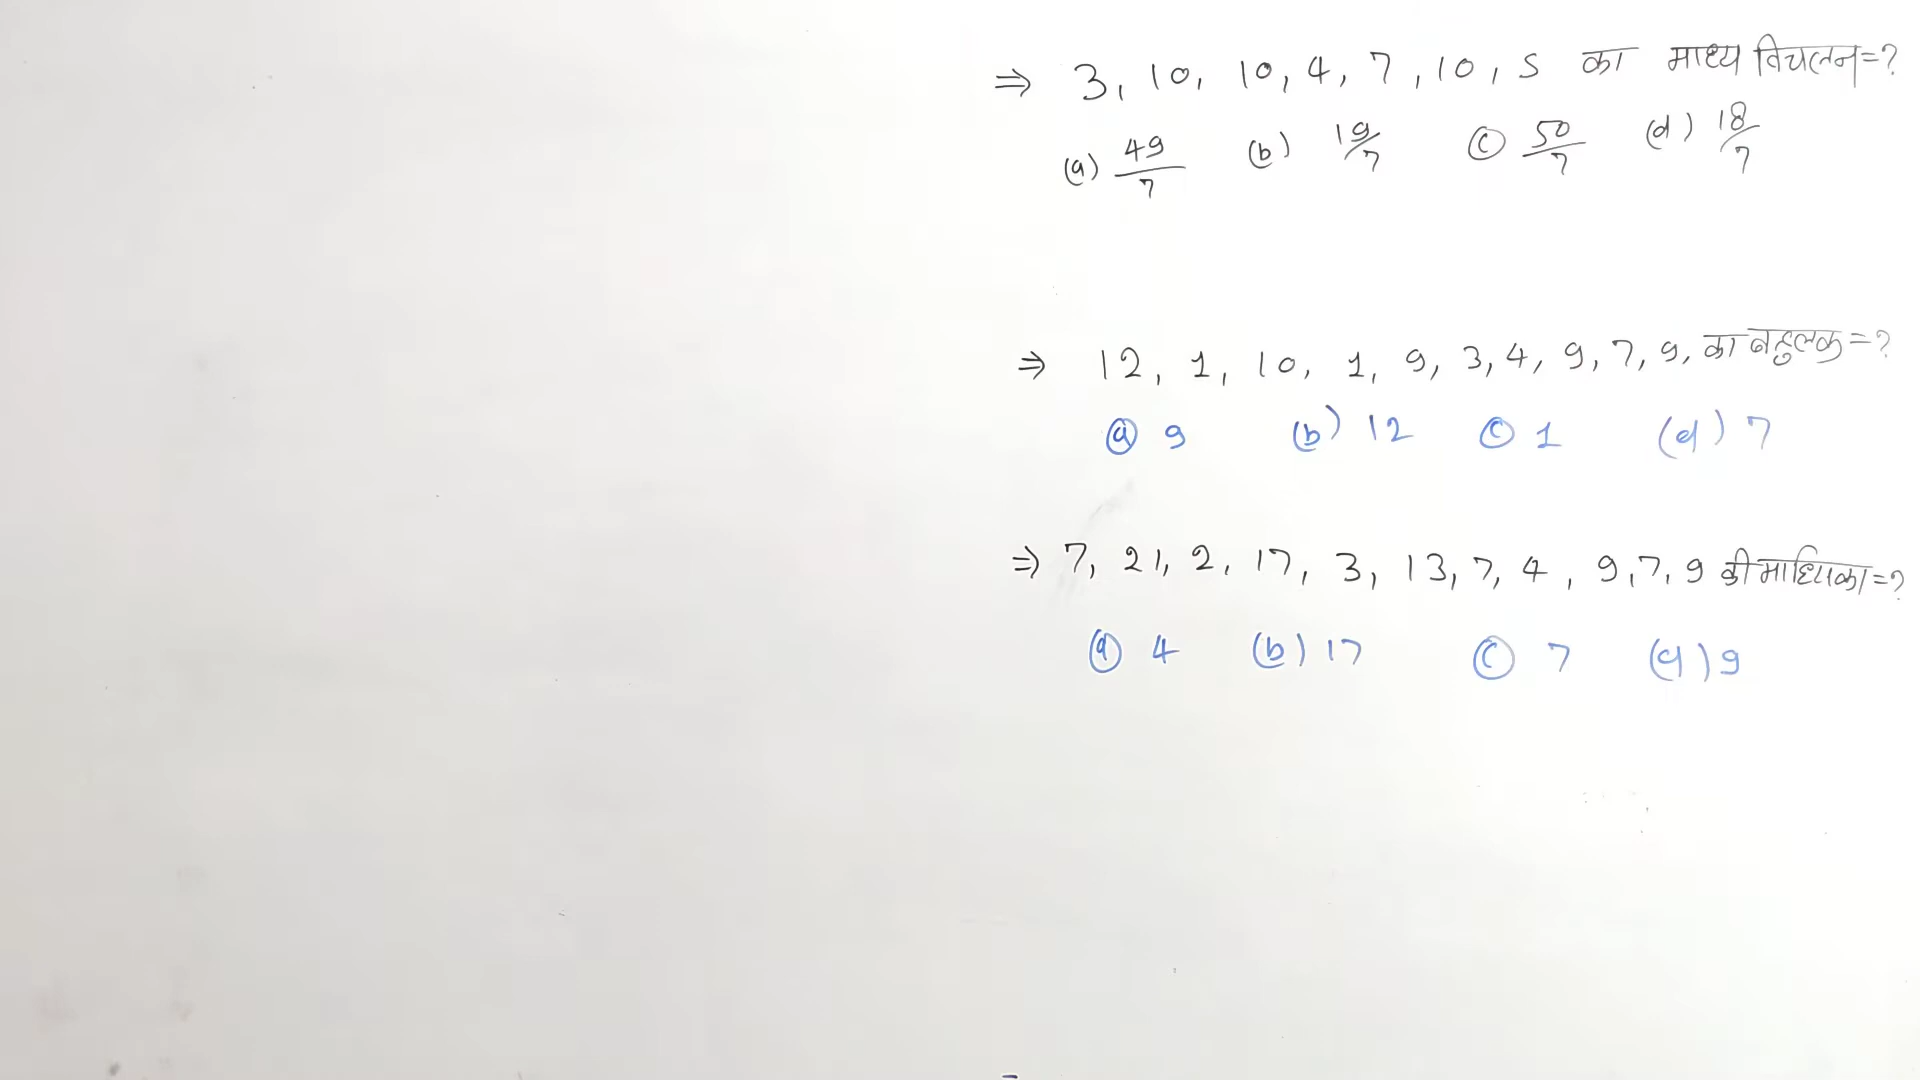 ⇒ 3, 10, 10, 4, 7, 10, 5 का माध्य विचलन=?
(a) 49/7 (b) 19/7 (c) 50/7 (d) 18/7
⇒ 12, 1, 10, 1, 9, 3, 4, 9, 7, 9, का बहुलक=?
(a) 9 (b) 12 (c) 1 (d) 7
⇒ 7, 21, 2, 17, 3, 13, 7, 4, 9, 7, 9 की माध्यिका=?
(a) 4 (b) 17 (c) 7 (d) 9